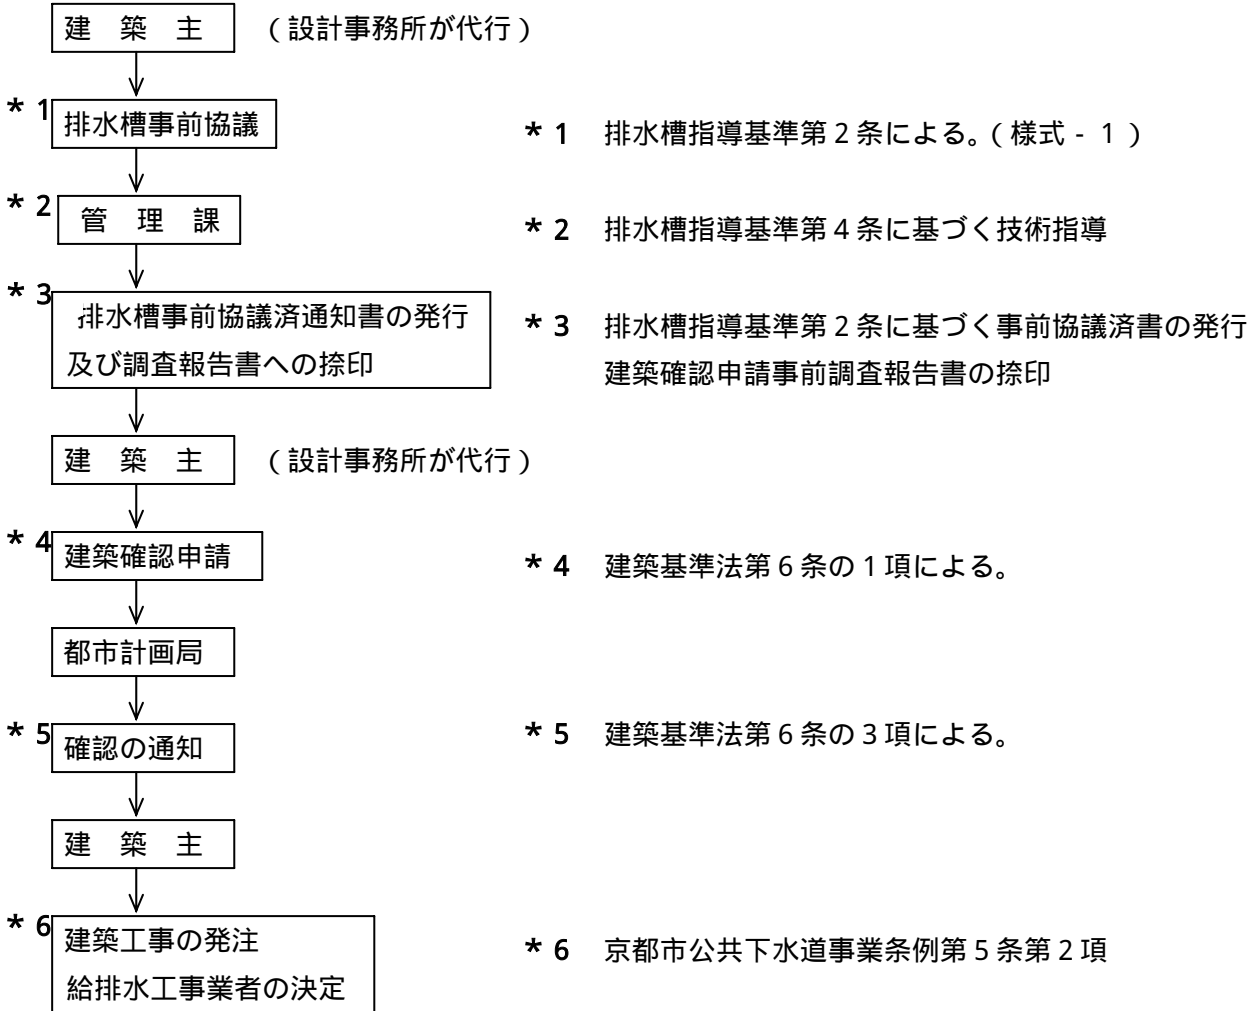 建　築　主　（設計事務所が代行）
＊１ 排水槽事前協議
＊１　排水槽指導基準第２条による。（様式－１）
＊２ 管　理　課
＊２　排水槽指導基準第４条に基づく技術指導
＊３ 排水槽事前協議済通知書の発行
及び調査報告書への捺印
＊３　排水槽指導基準第２条に基づく事前協議済書の発行
建築確認申請事前調査報告書の捺印
建　築　主　（設計事務所が代行）
＊４ 建築確認申請
＊４　建築基準法第６条の１項による。
都市計画局
＊５ 確認の通知
＊５　建築基準法第６条の３項による。
建　築　主
＊６ 建築工事の発注
給排水工事業者の決定
＊６　京都市公共下水道事業条例第５条第２項